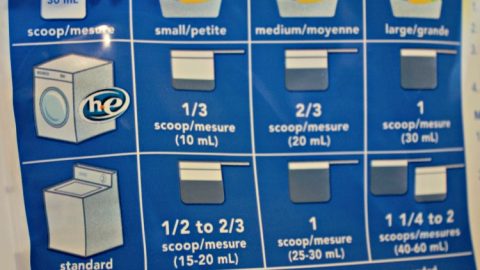 30 mL
scoop/mesure
small/petite
medium/moyenne
large/grande
he
1/3
scoop/mesure
(10 mL)
2/3
scoop/mesure
(20 mL)
1
scoop/mesure
(30 mL)
standard
1/2 to 2/3
scoop/mesure
(15-20 mL)
1
scoop/mesure
(25-30 mL)
1 1/4 to 2
scoops/mesures
(40-60 mL)